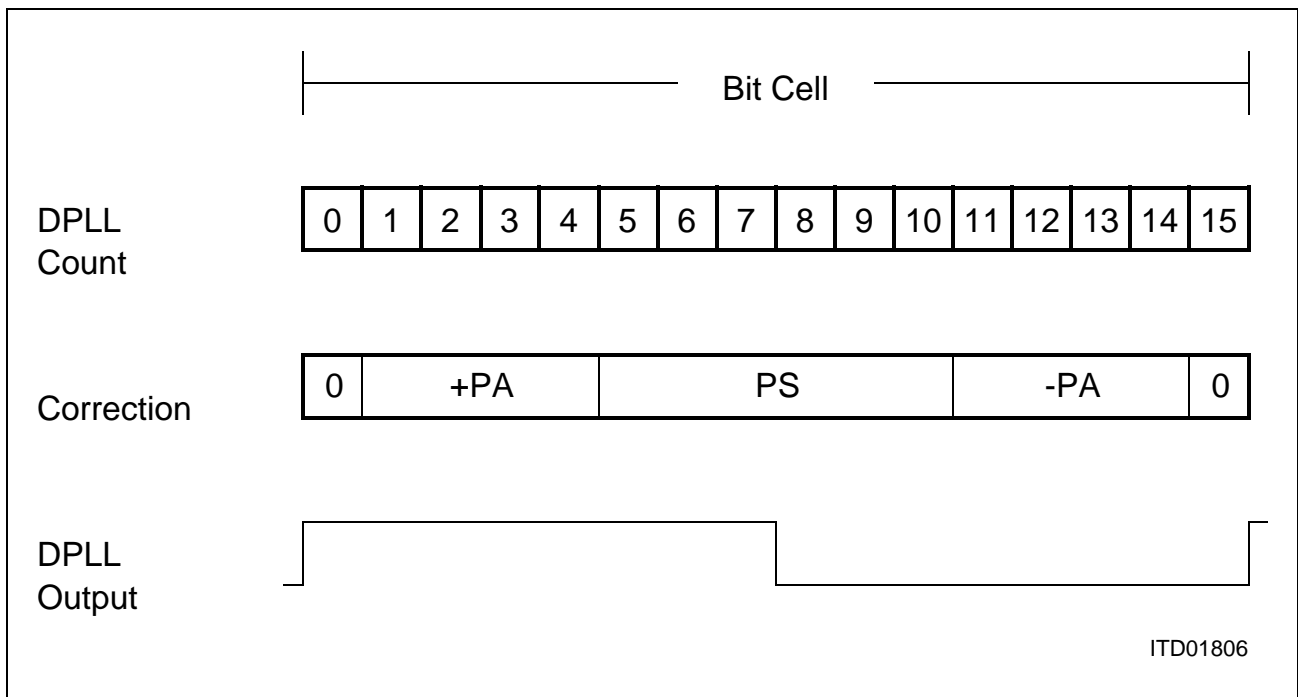 Bit Cell
DPLL
Count
0 1 2 3 4 5 6 7 8 9 10 11 12 13 14 15
Correction
0 +PA PS -PA 0
DPLL
Output
ITD01806